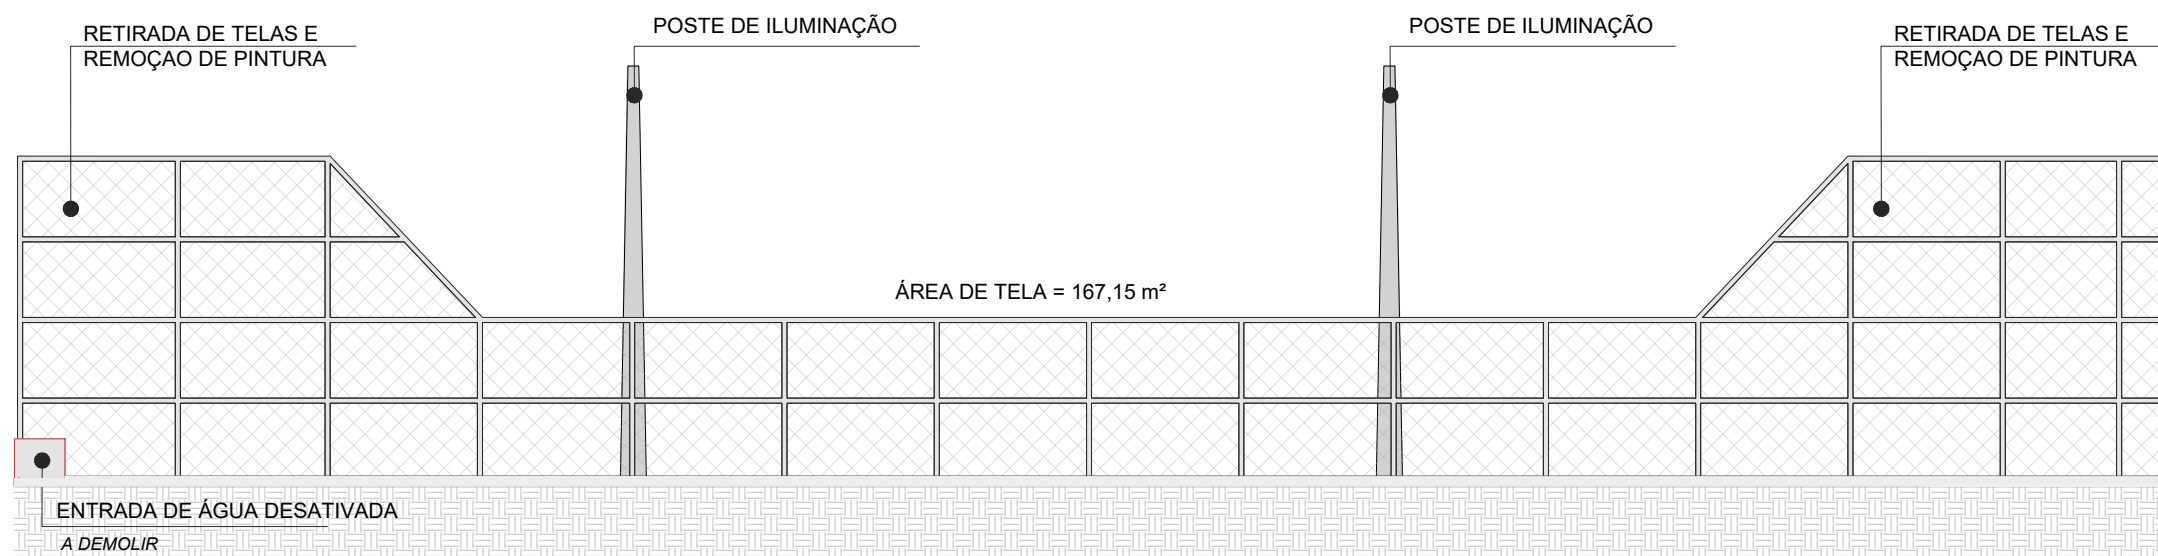 RETIRADA DE TELAS E
REMOÇAO DE PINTURA
POSTE DE ILUMINAÇÃO
POSTE DE ILUMINAÇÃO
RETIRADA DE TELAS E
REMOÇAO DE PINTURA
ÁREA DE TELA = 167,15 m²
ENTRADA DE ÁGUA DESATIVADA
A DEMOLIR